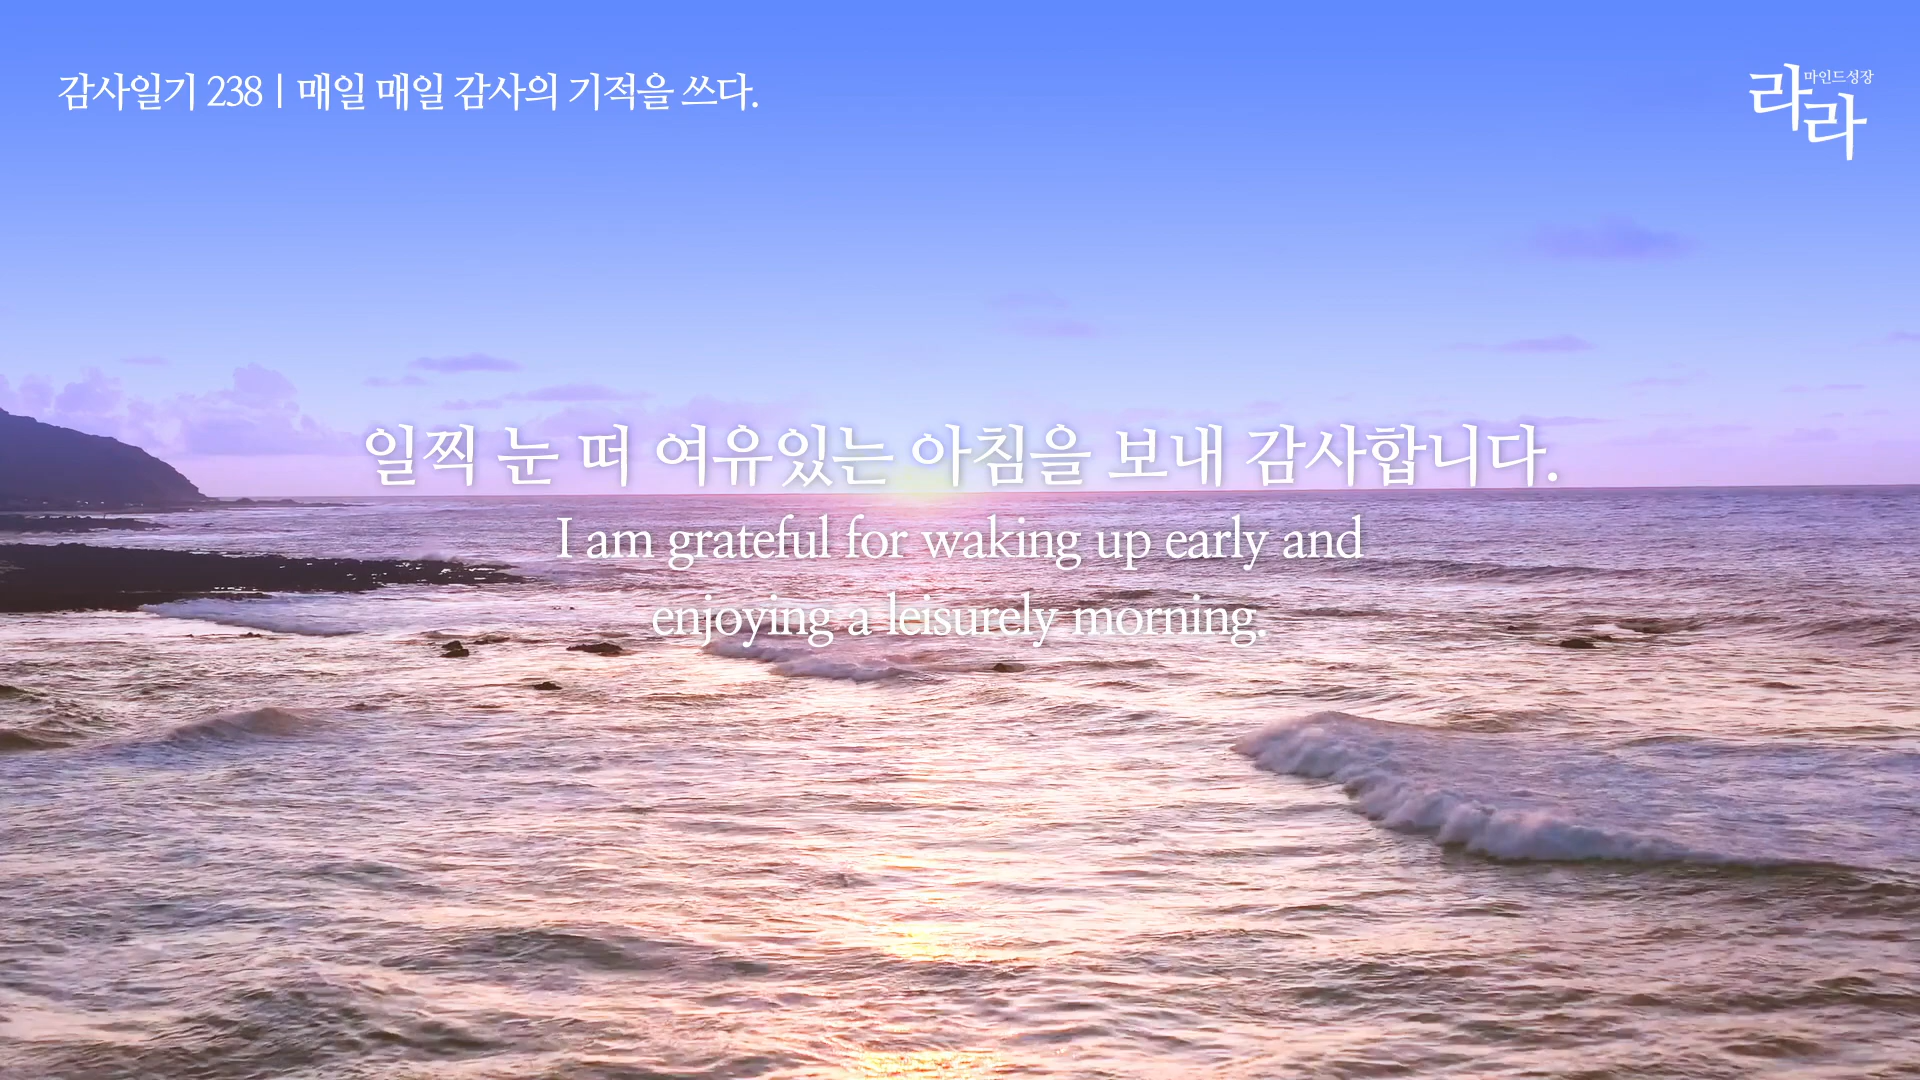 감사일기 238 | 매일 매일 감사의 기적을 쓰다.
마인드성장
라라
일찍 눈 떠 여유있는 아침을 보내 감사합니다.
I am grateful for waking up early and
enjoying a leisurely morning.